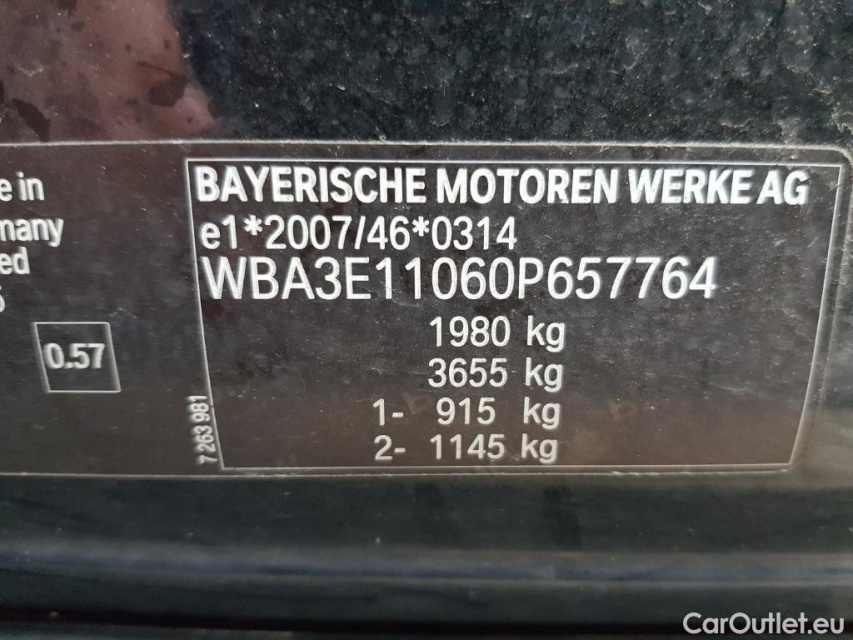 e in
many
ed
BAYERISCHE MOTOREN WERKE AG
e1*2007/46*0314
WBA3E11060P657764
1980 kg
3655 kg
1- 915 kg
2- 1145 kg
0.57
7 263 981
CarOutlet.eu